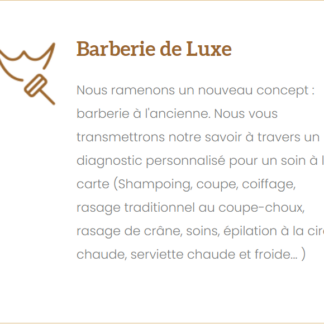 Barberie de Luxe
Nous ramenons un nouveau concept :
barberie à l'ancienne. Nous vous
transmettrons notre savoir à travers un
diagnostic personnalisé pour un soin à l
carte (Shampoing, coupe, coiffage,
rasage traditionnel au coupe-choux,
rasage de crâne, soins, épilation à la cir
chaude, serviette chaude et froide... )